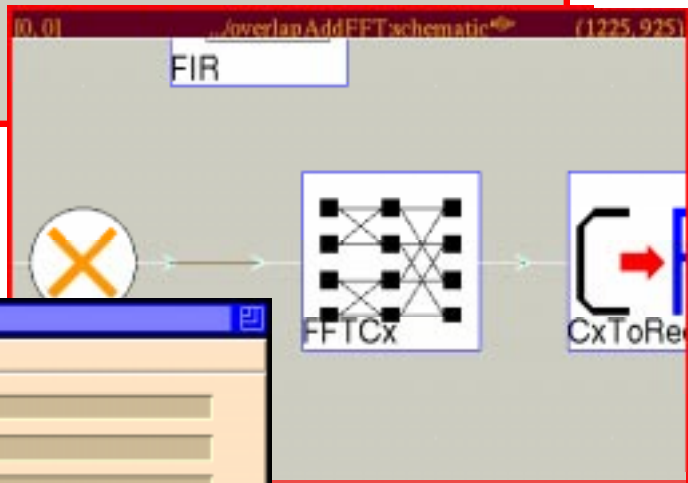 [0, 0] .../overlapAddFFT:schematic (1225, 925)
FIR
FFTCx
CxToRe